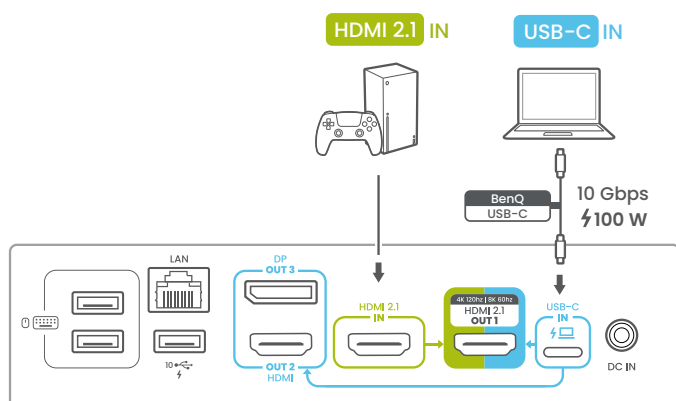 HDMI 2.1 IN
USB-C IN
BenQ
USB-C
10 Gbps
100 W
LAN
DP
OUT 3
HDMI 2.1
IN
4K 120hz | 8K 60hz
HDMI 2.1
OUT 1
USB-C
IN
10
OUT 2
HDMI
DC IN